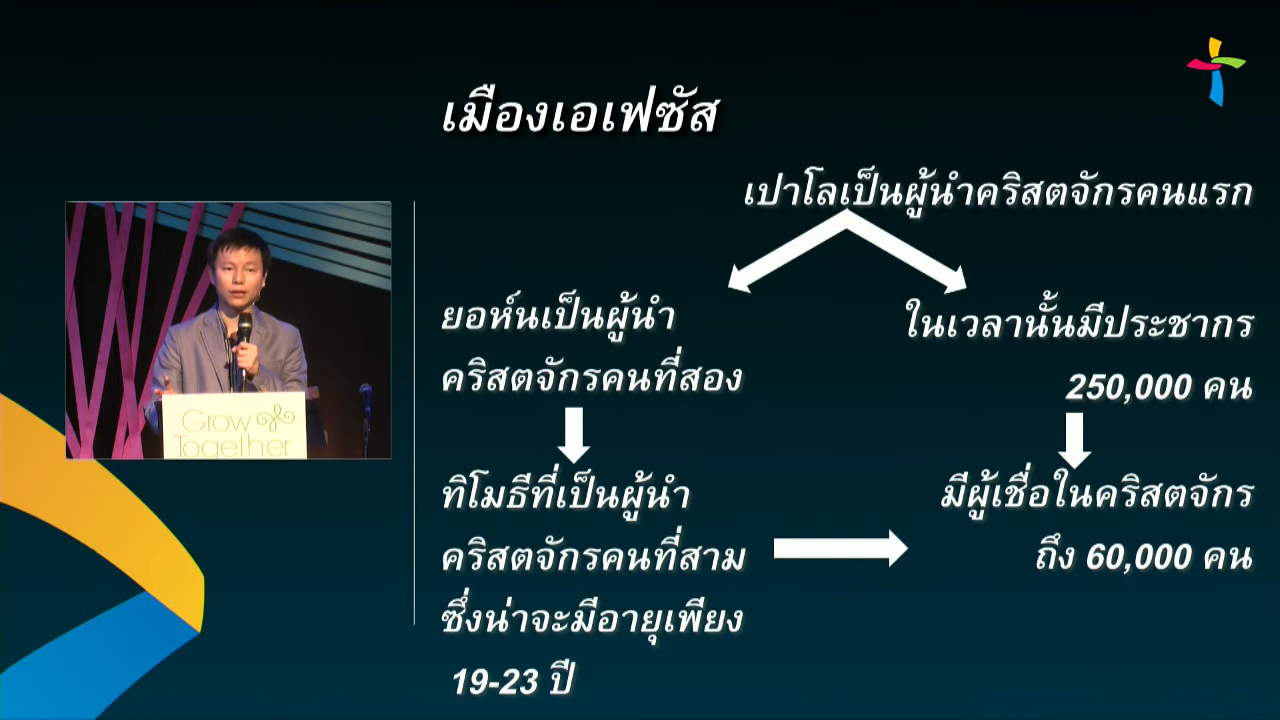 เมืองเอเฟซัส
เปาโลเป็นผู้นำคริสตจักรคนแรก
ยอห์นเป็นผู้นำ
คริสตจักรคนที่สอง
ในเวลานั้นมีประชากร
250,000 คน
ทิโมธีที่เป็นผู้นำ
คริสตจักรคนที่สาม
ซึ่งน่าจะมีอายุเพียง
19-23 ปี
มีผู้เชื่อในคริสตจักร
ถึง 60,000 คน
Grow
Together